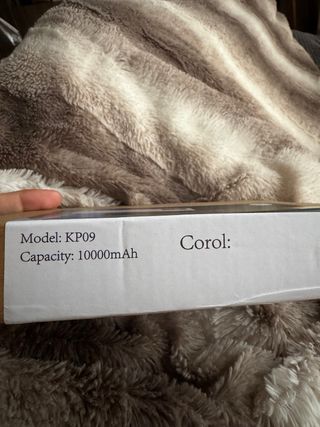 Model: KP09
Capacity: 10000mAh
Corol: